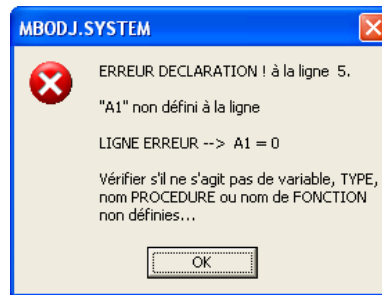 MBODJ.SYSTEM
ERREUR DECLARATION ! à la ligne 5.
"A1" non défini à la ligne
LIGNE ERREUR --> A1 = 0
Vérifier s'il ne s'agit pas de variable, TYPE,
nom PROCEDURE ou nom de FONCTION
non définies...
OK